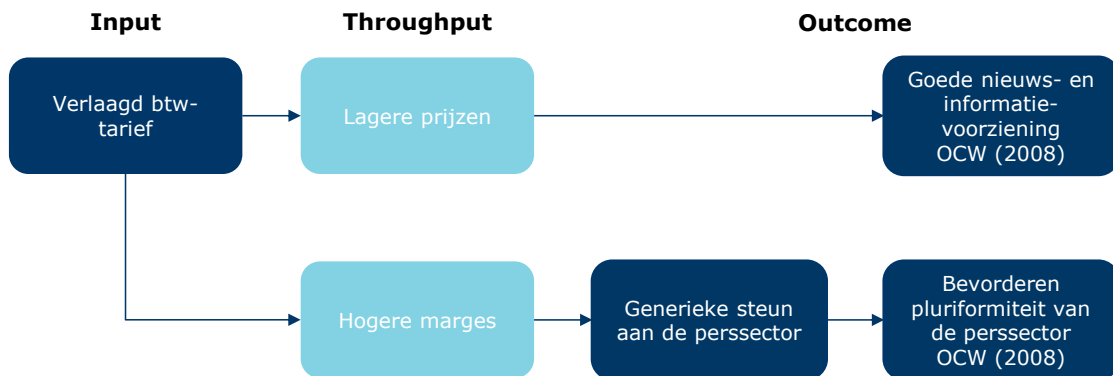 Input
Throughput
Outcome
Verlaagd btw-
tarief
Lagere prijzen
Goede nieuws- en
informatie-
voorziening
OCW (2008)
Hogere marges
Generieke steun
aan de perssector
Bevorderen
pluriformiteit van
de perssector
OCW (2008)